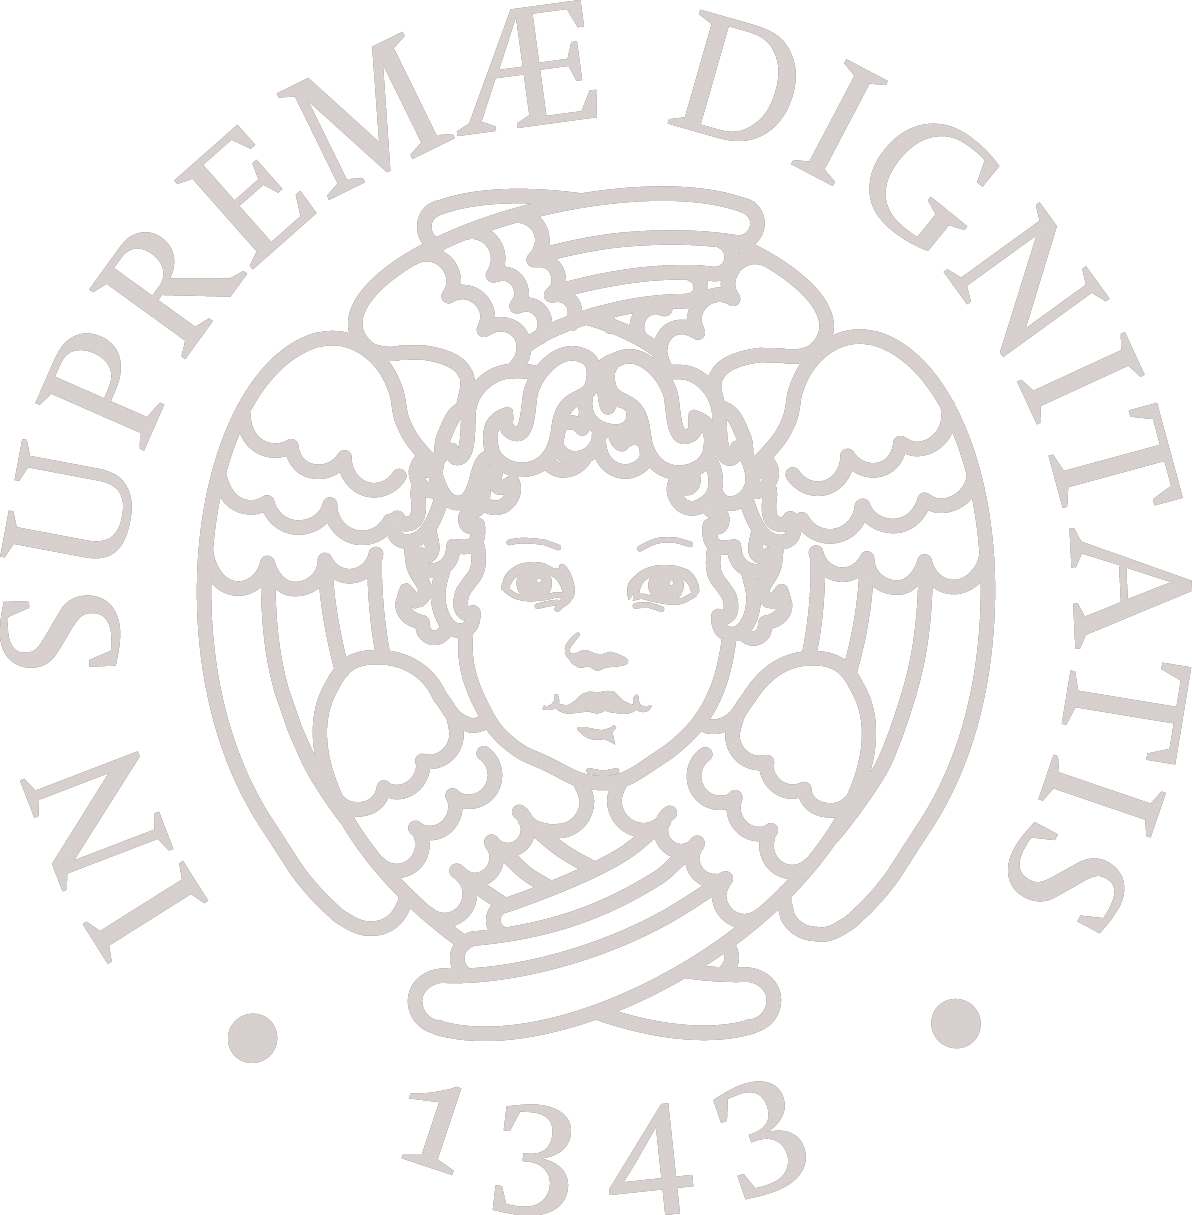 IN SUPREMÆ DIGNITATIS
1343